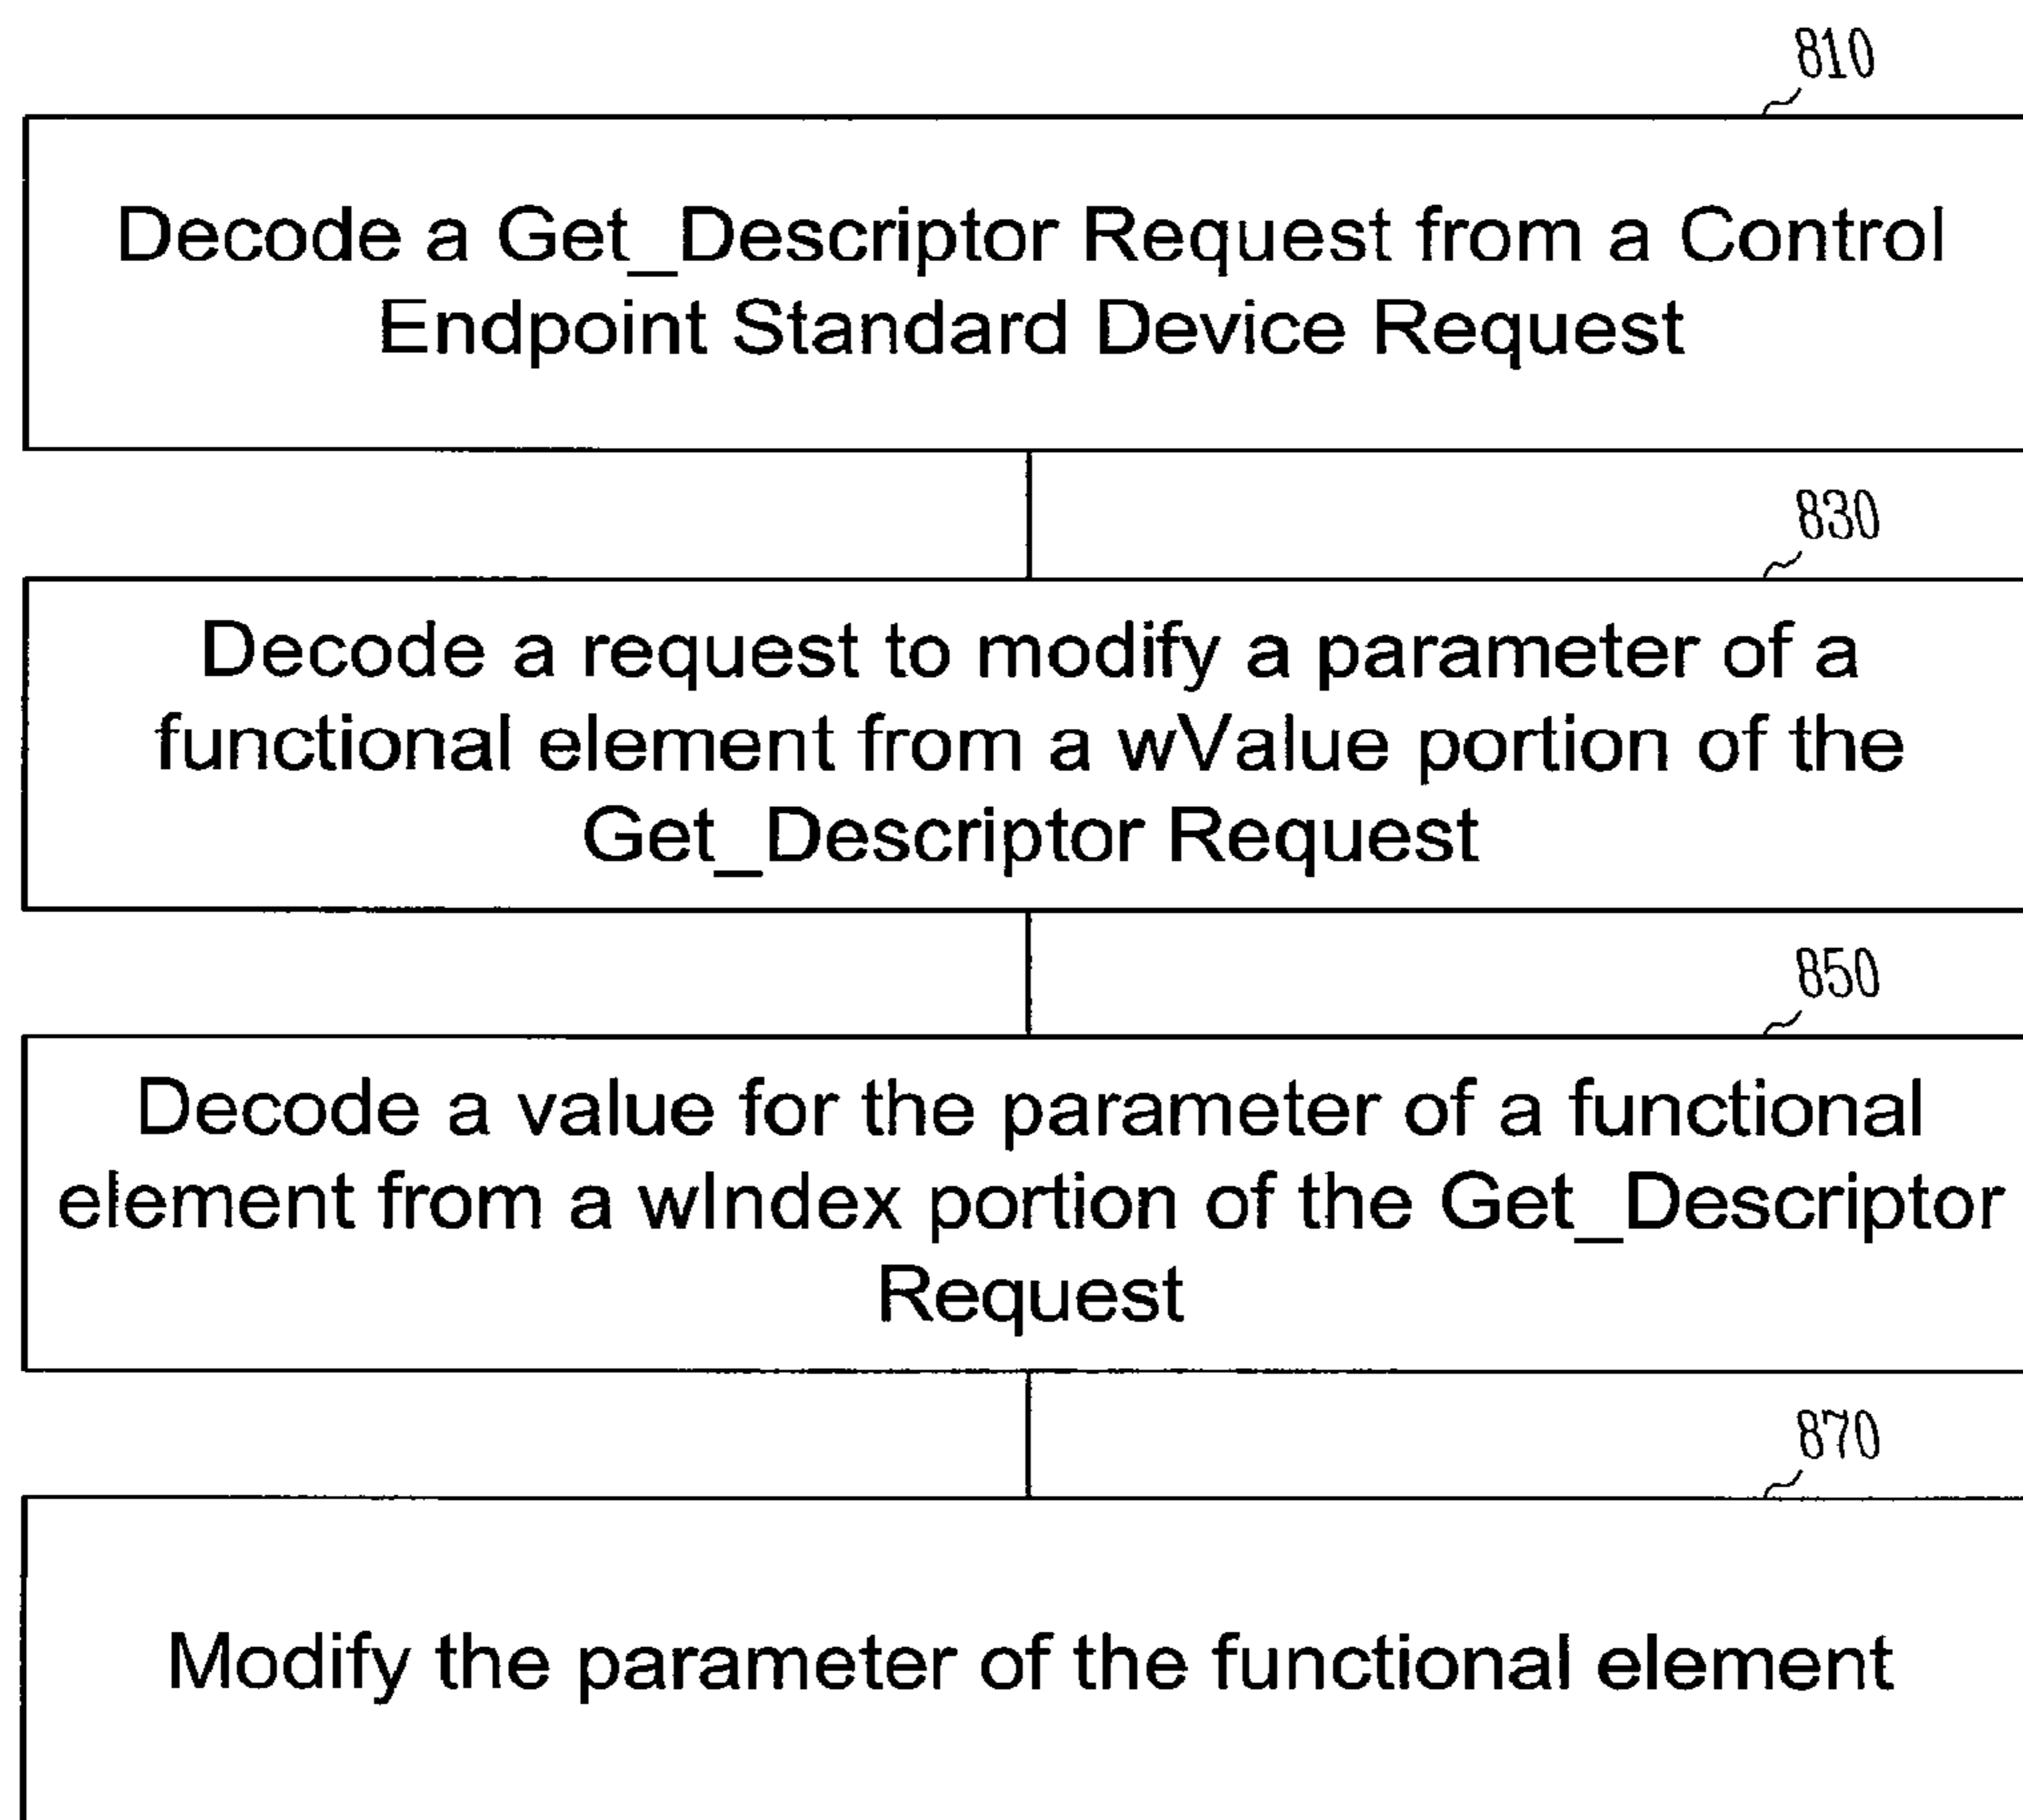 810
Decode a Get_Descriptor Request from a Control
Endpoint Standard Device Request
830
Decode a request to modify a parameter of a
functional element from a wValue portion of the
Get_Descriptor Request
850
Decode a value for the parameter of a functional
element from a wIndex portion of the Get_Descriptor
Request
870
Modify the parameter of the functional element